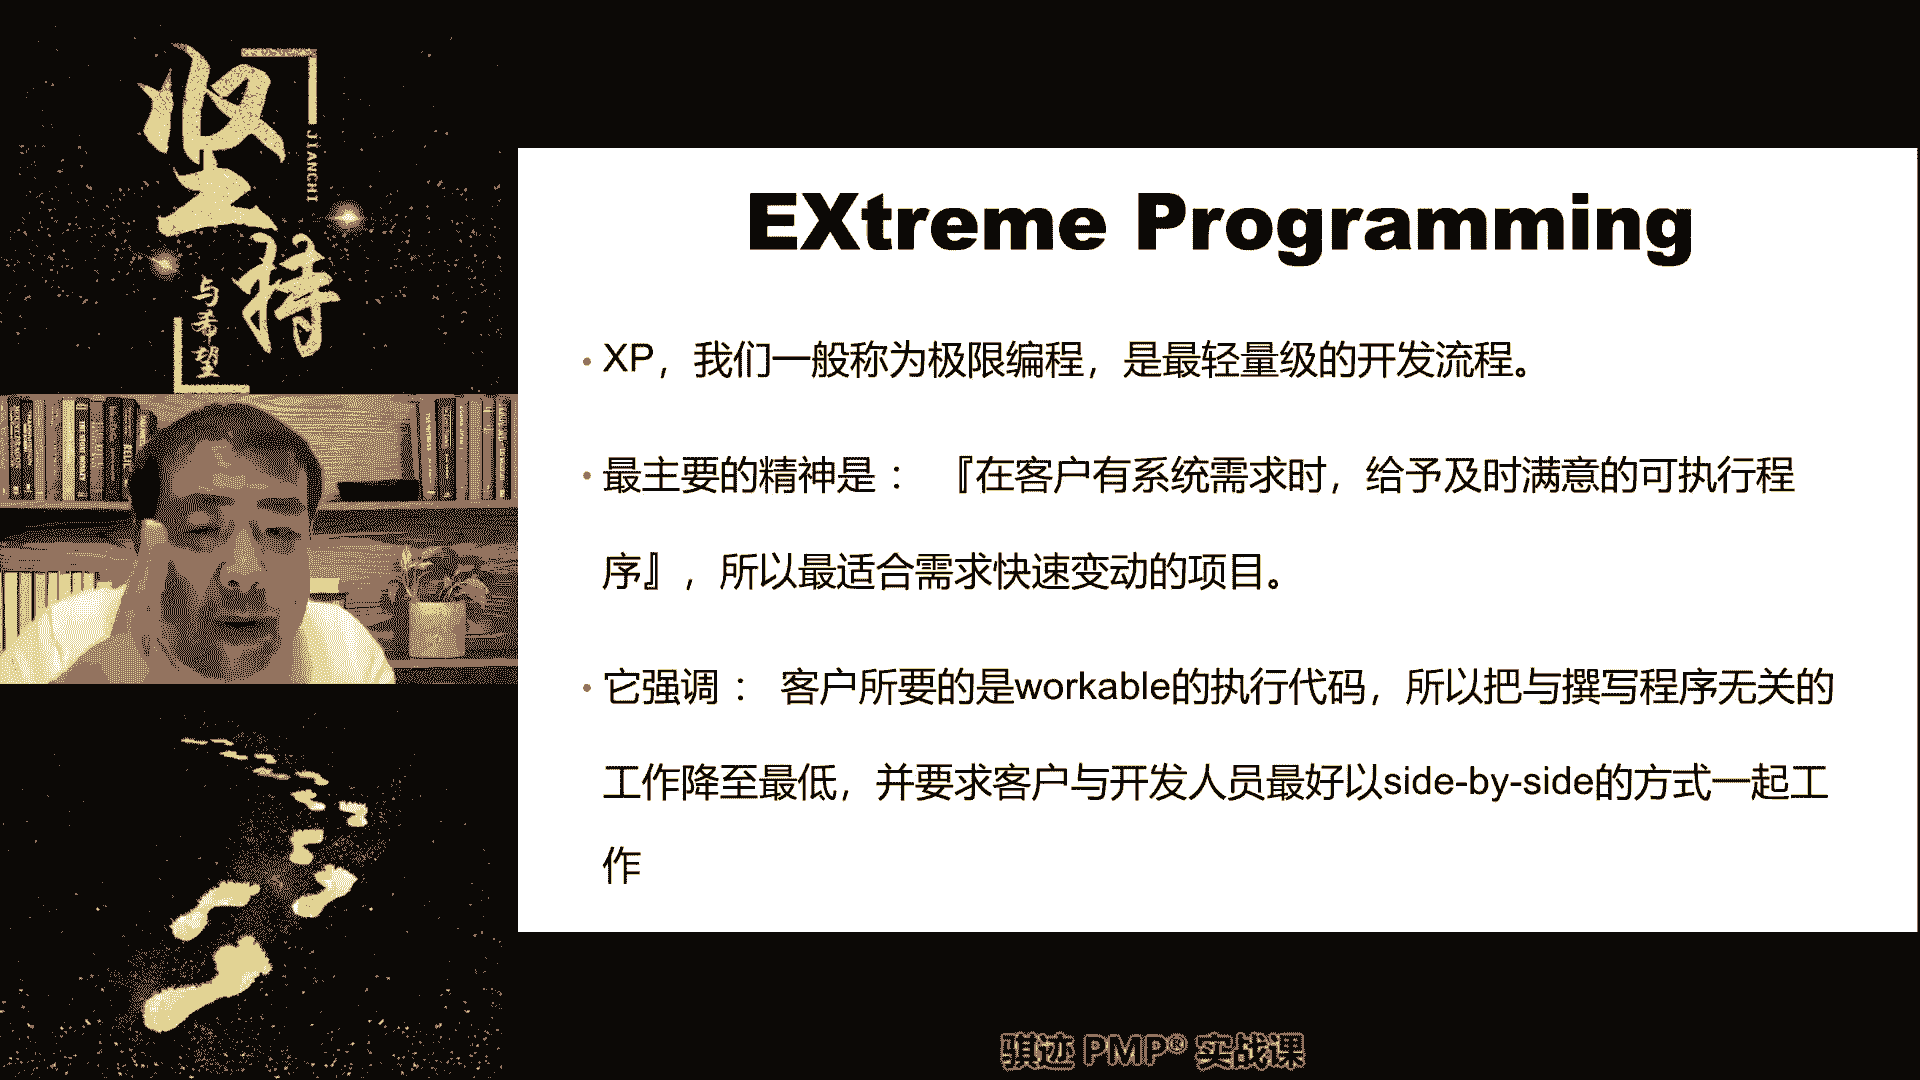 坚持
JIANCHI
与希望
EXtreme Programming
• XP，我们一般称为极限编程，是最轻量级的开发流程。
• 最主要的精神是： 『在客户有系统需求时，给予及时满意的可执行程
序』，所以最适合需求快速变动的项目。
• 它强调： 客户所要的是workable的执行代码，所以把与撰写程序无关的
工作降至最低，并要求客户与开发人员最好以side-by-side的方式一起工
作
骐迹 PMP® 实战课